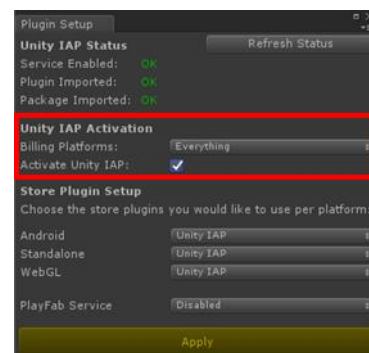 Plugin Setup
Unity IAP Status Refresh Status
Service Enabled: OK
Plugin Imported: OK
Package Imported: OK
Unity IAP Activation
Billing Platforms: Everything
Activate Unity IAP:
Store Plugin Setup
Choose the store plugins you would like to use per platform:
Android Unity IAP
Standalone Unity IAP
WebGL Unity IAP
PlayFab Service Disabled
Apply